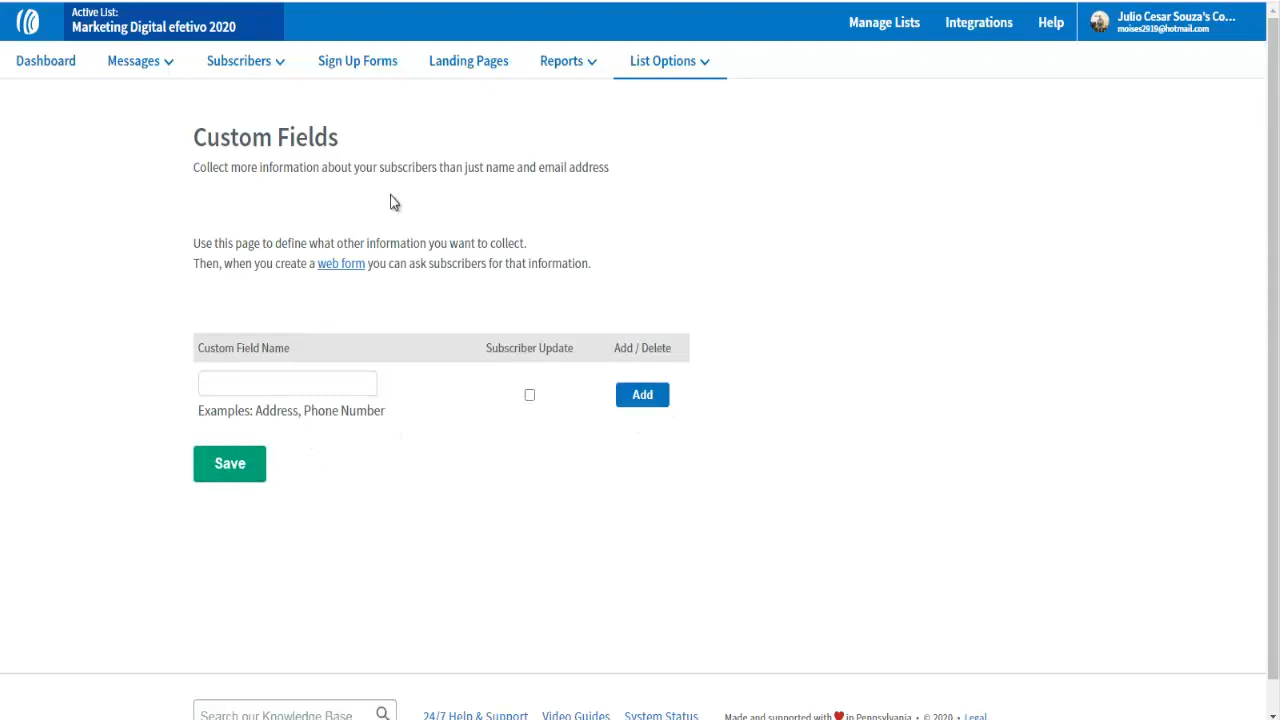 Active List:
Marketing Digital efetivo 2020
Manage Lists
Integrations
Help
Julio Cesar Souza's Co...
moises2919@hotmail.com
Dashboard
Messages
Subscribers
Sign Up Forms
Landing Pages
Reports
List Options
Custom Fields
Collect more information about your subscribers than just name and email address
Use this page to define what other information you want to collect.
Then, when you create a web form you can ask subscribers for that information.
Custom Field Name
Subscriber Update
Add / Delete
Add
Examples: Address, Phone Number
Save
Search our Knowledge Base
24/7 Help & Support
Video Guides
System Status
Made and supported with ❤ in Pennsylvania • © 2020 • Legal